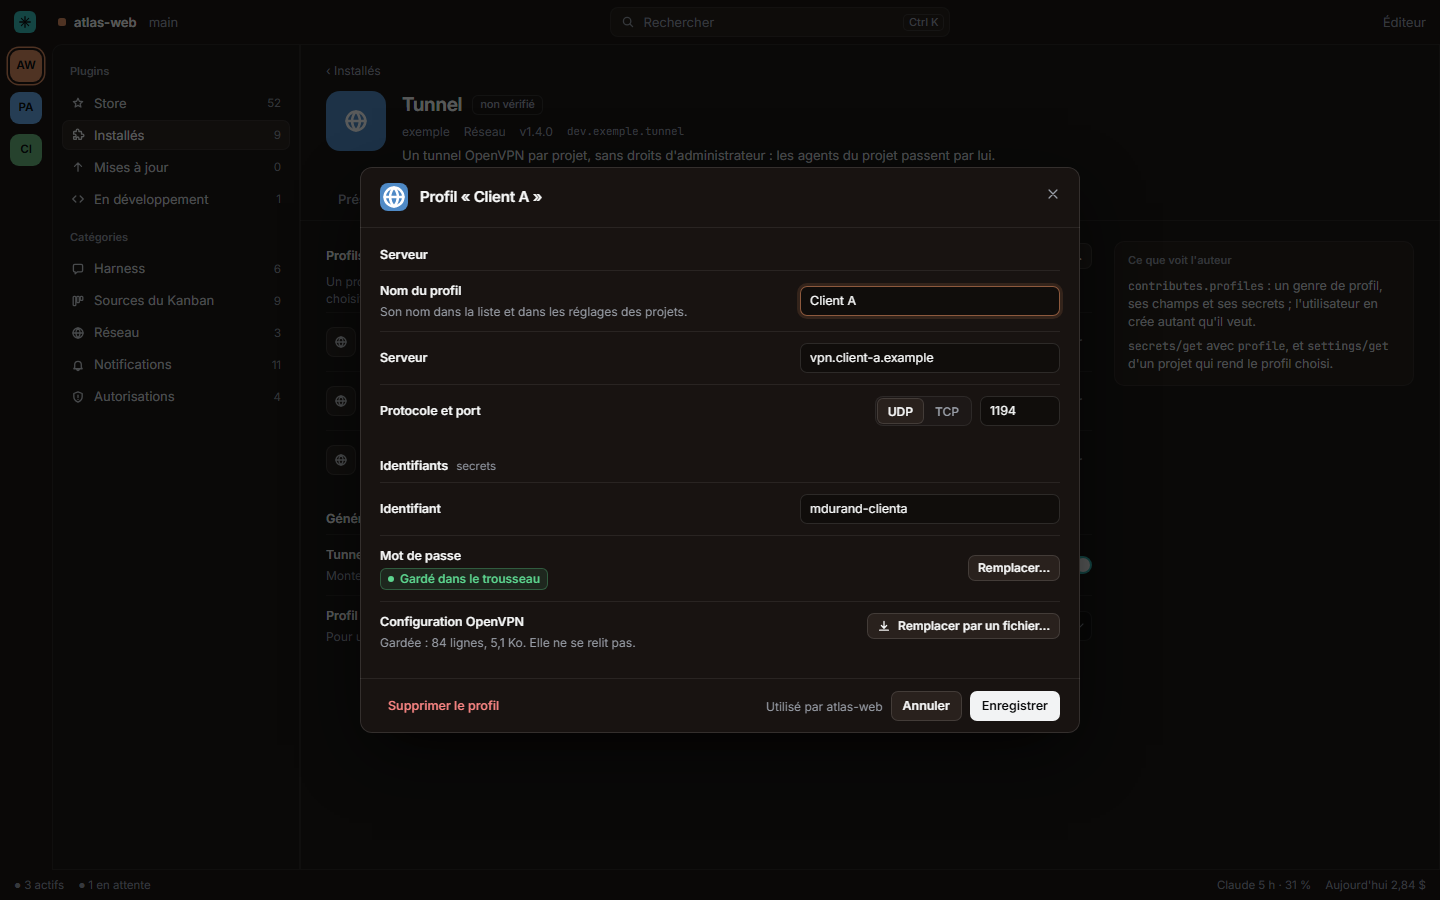 atlas-web main
Rechercher
Ctrl K
Éditeur
AW
PA
CI
Plugins
Store 52
Installés 9
Mises à jour 0
En développement 1
Catégories
Harness 6
Sources du Kanban 9
Réseau 3
Notifications 11
Autorisations 4
‹ Installés
Tunnel non vérifié
exemple Réseau v1.4.0 dev.exemple.tunnel
Un tunnel OpenVPN par projet, sans droits d'administrateur : les agents du projet passent par lui.
Profil « Client A »
Serveur
Nom du profil
Son nom dans la liste et dans les réglages des projets.
Client A
Serveur
vpn.client-a.example
Protocole et port
UDP TCP 1194
Identifiants secrets
Identifiant
mdurand-clienta
Mot de passe
Gardé dans le trousseau
Remplacer...
Configuration OpenVPN
Gardée : 84 lignes, 5,1 Ko. Elle ne se relit pas.
Remplacer par un fichier...
Supprimer le profil
Utilisé par atlas-web
Annuler
Enregistrer
Ce que voit l'auteur
contributes.profiles : un genre de profil,
ses champs et ses secrets ; l'utilisateur en
crée autant qu'il veut.
secrets/get avec profile, et settings/get
d'un projet qui rend le profil choisi.
3 actifs 1 en attente
Claude 5 h · 31 % Aujourd'hui 2,84 $